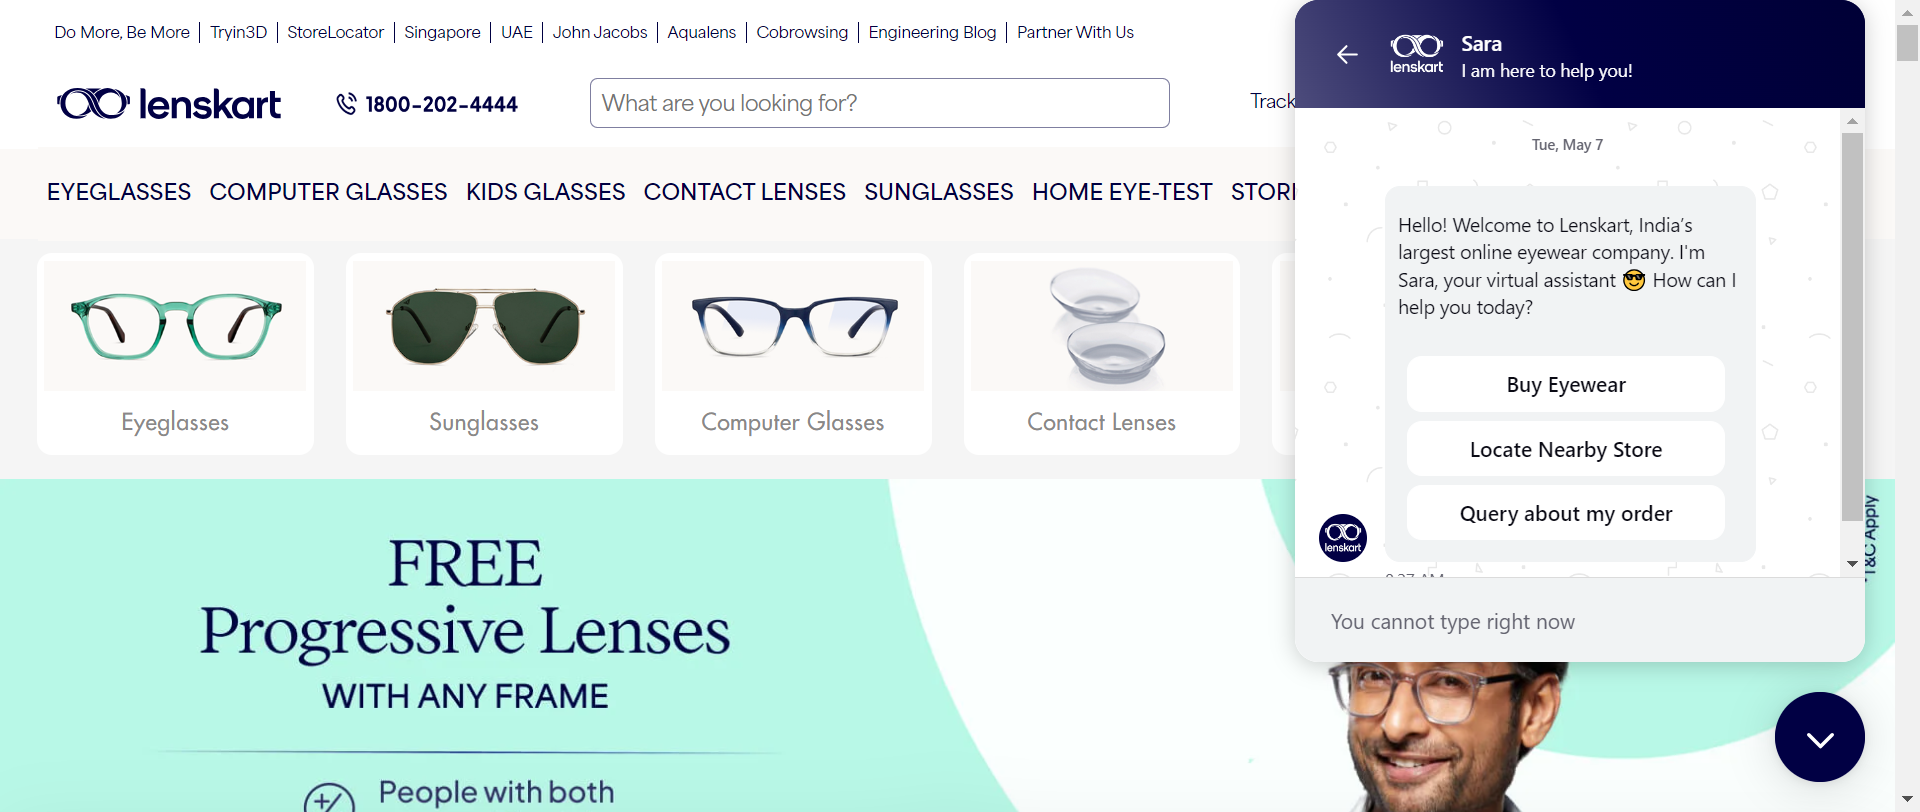 Do More, Be More
Tryin3D
StoreLocator
Singapore
UAE
John Jacobs
Aqualens
Cobrowsing
Engineering Blog
Partner With Us
lenskart
1800-202-4444
What are you looking for?
Track
EYEGLASSES
COMPUTER GLASSES
KIDS GLASSES
CONTACT LENSES
SUNGLASSES
HOME EYE-TEST
Eyeglasses
Sunglasses
Computer Glasses
Contact Lenses
FREE
Progressive Lenses
WITH ANY FRAME
People with both
*T&C Apply
lenskart
Sara
I am here to help you!
Tue, May 7
Hello! Welcome to Lenskart, India’s
largest online eyewear company. I'm
Sara, your virtual assistant 😎 How can I
help you today?
Buy Eyewear
Locate Nearby Store
Query about my order
lenskart
You cannot type right now